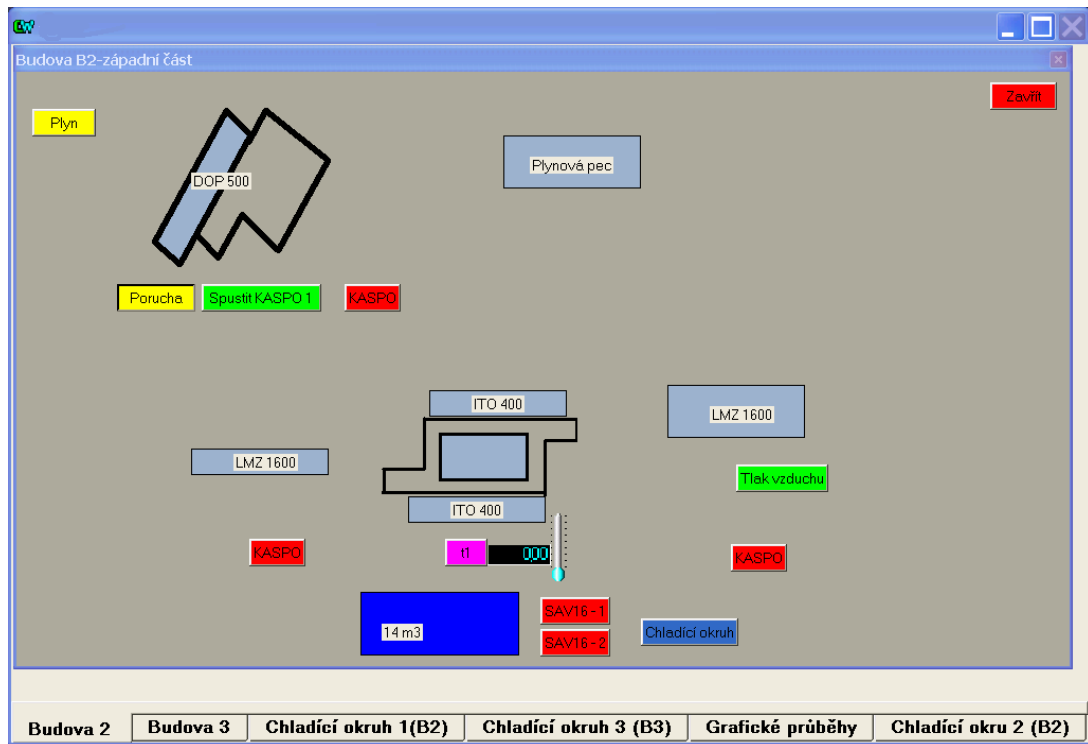 Budova B2-západní část
Zavřít
Plyn
Plynová pec
DOP 500
Porucha
Spustit KASPO 1
KASPO
ITO 400
LMZ 1600
LMZ 1600
Tlak vzduchu
ITO 400
KASPO
t1
0,00
KASPO
14 m3
SAV16 - 1
SAV16 - 2
Chladící okruh
Budova 2
Budova 3
Chladící okruh 1(B2)
Chladící okruh 3 (B3)
Grafické průběhy
Chladící okru 2 (B2)